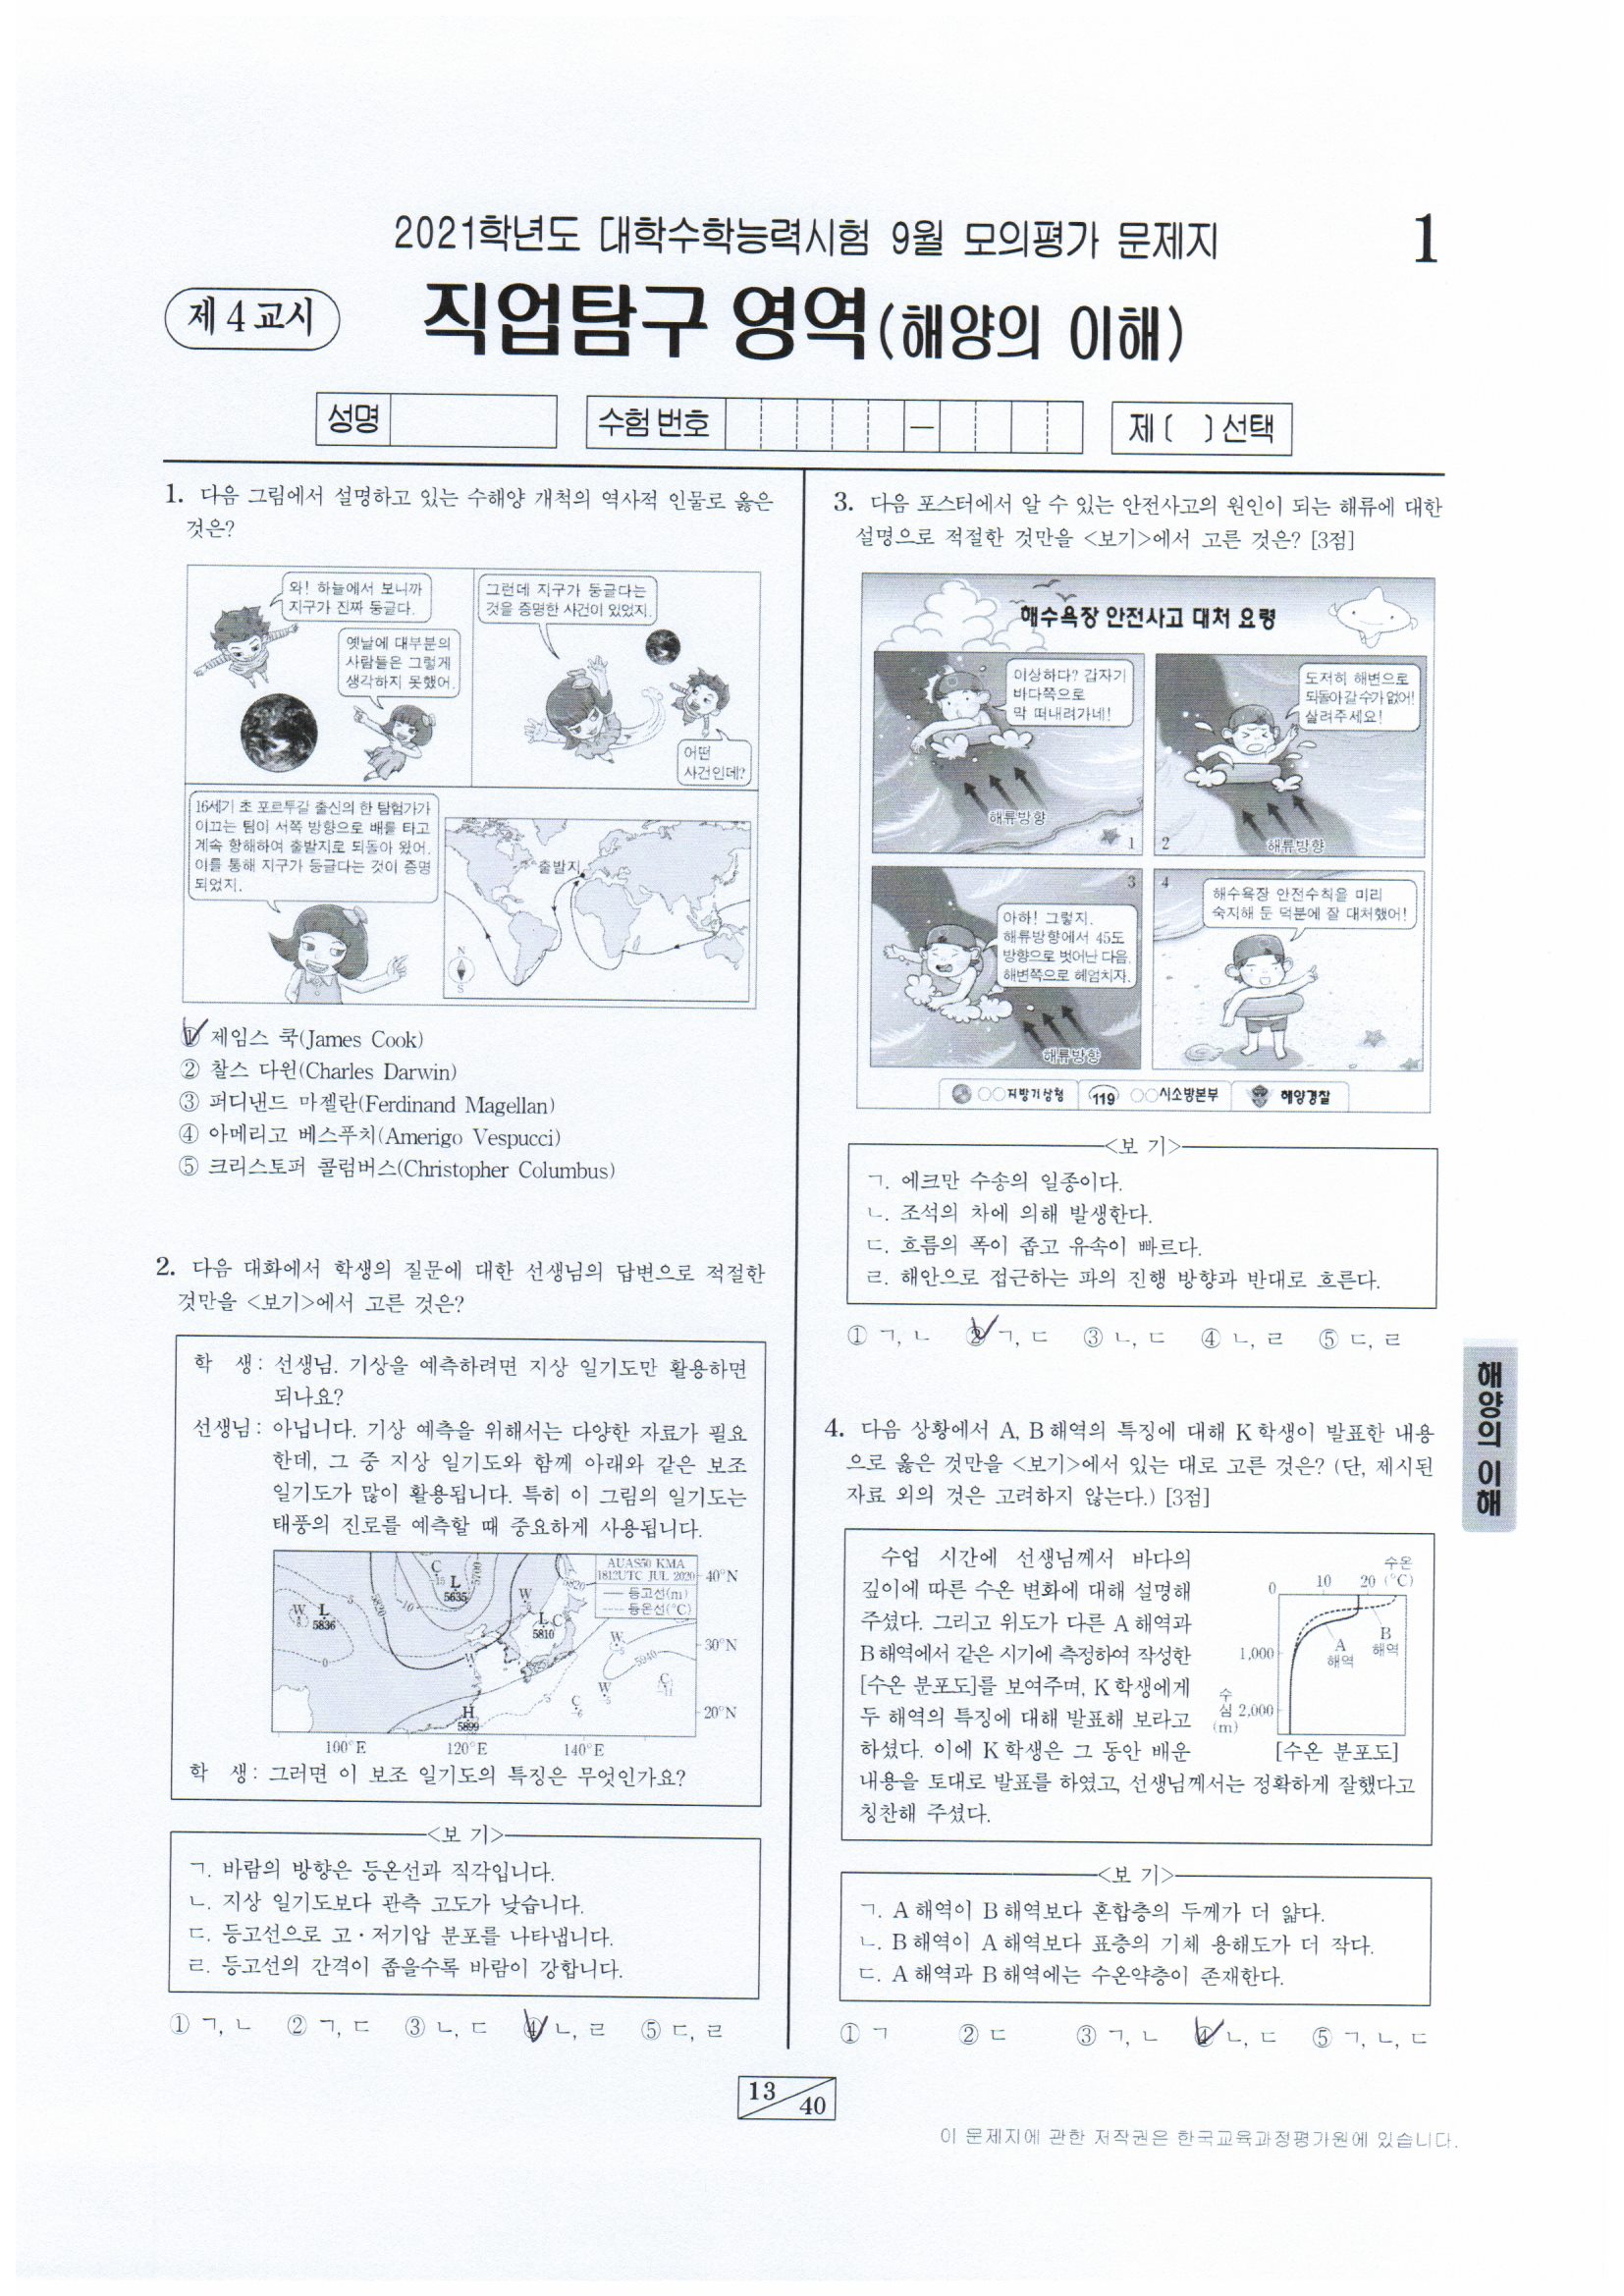 2021학년도 대학수학능력시험 9월 모의평가 문제지
1
제 4 교시
직업탐구 영역(해양의 이해)
성명
수험 번호
—
제 ( ) 선택
1. 다음 그림에서 설명하고 있는 수해양 개척의 역사적 인물로 옳은
것은?
와! 하늘에서 보니까
지구가 진짜 둥글다.
옛날에 대부분의
사람들은 그렇게
생각하지 못했어.
그런데 지구가 둥글다는
것을 증명한 사건이 있었지.
어떤
사건인데?
16세기 초 포르투갈 출신의 한 탐험가가
이끄는 팀이 서쪽 방향으로 배를 타고
계속 항해하여 출발지로 되돌아 왔어.
이를 통해 지구가 둥글다는 것이 증명
되었지.
출발지
N
S
① 제임스 쿡(James Cook)
② 찰스 다윈(Charles Darwin)
③ 퍼디낸드 마젤란(Ferdinand Magellan)
④ 아메리고 베스푸치(Amerigo Vespucci)
⑤ 크리스토퍼 콜럼버스(Christopher Columbus)
2. 다음 대화에서 학생의 질문에 대한 선생님의 답변으로 적절한
것만을 <보기>에서 고른 것은?
학 생: 선생님. 기상을 예측하려면 지상 일기도만 활용하면
되나요?
선생님: 아닙니다. 기상 예측을 위해서는 다양한 자료가 필요
한데, 그 중 지상 일기도와 함께 아래와 같은 보조
일기도가 많이 활용됩니다. 특히 이 그림의 일기도는
태풍의 진로를 예측할 때 중요하게 사용됩니다.
AUAS50 KMA
1812UTC JUL 2020
등고선(m)
등온선(°C)
40°N
30°N
20°N
C
L
5635
W
L
5836
W
L C
5810
W
W
W
C
C
H
5899
5940
0
100°E
120°E
140°E
학 생: 그러면 이 보조 일기도의 특징은 무엇인가요?
<보 기>
ㄱ. 바람의 방향은 등온선과 직각입니다.
ㄴ. 지상 일기도보다 관측 고도가 낮습니다.
ㄷ. 등고선으로 고·저기압 분포를 나타냅니다.
ㄹ. 등고선의 간격이 좁을수록 바람이 강합니다.
① ㄱ, ㄴ ② ㄱ, ㄷ ③ ㄴ, ㄷ ④ ㄴ, ㄹ ⑤ ㄷ, ㄹ
3. 다음 포스터에서 알 수 있는 안전사고의 원인이 되는 해류에 대한
설명으로 적절한 것만을 <보기>에서 고른 것은? [3점]
해수욕장 안전사고 대처 요령
이상하다? 갑자기
바다쪽으로
막 떠내려가네!
해류방향
1
도저히 해변으로
되돌아갈 수가 없어!
살려주세요!
2
해류방향
3
아하! 그렇지.
해류방향에서 45도
방향으로 벗어난 다음,
해변쪽으로 헤엄치자.
해류방향
4
해수욕장 안전수칙을 미리
숙지해 둔 덕분에 잘 대처했어!
○○지방기상청
119 ○○시소방본부
해양경찰
<보 기>
ㄱ. 에크만 수송의 일종이다.
ㄴ. 조석의 차에 의해 발생한다.
ㄷ. 흐름의 폭이 좁고 유속이 빠르다.
ㄹ. 해안으로 접근하는 파의 진행 방향과 반대로 흐른다.
① ㄱ, ㄴ ② ㄱ, ㄷ ③ ㄴ, ㄷ ④ ㄴ, ㄹ ⑤ ㄷ, ㄹ
4. 다음 상황에서 A, B해역의 특징에 대해 K학생이 발표한 내용
으로 옳은 것만을 <보기>에서 있는 대로 고른 것은? (단, 제시된
자료 외의 것은 고려하지 않는다.) [3점]
수업 시간에 선생님께서 바다의
깊이에 따른 수온 변화에 대해 설명해
주셨다. 그리고 위도가 다른 A해역과
B해역에서 같은 시기에 측정하여 작성한
[수온 분포도]를 보여주며, K학생에게
두 해역의 특징에 대해 발표해 보라고
하셨다. 이에 K학생은 그 동안 배운
내용을 토대로 발표를 하였고, 선생님께서는 정확하게 잘했다고
칭찬해 주셨다.
수온
0 10 20 (°C)
1,000
2,000
수
심
(m)
A
해역
B
해역
[수온 분포도]
<보 기>
ㄱ. A해역이 B해역보다 혼합층의 두께가 더 얇다.
ㄴ. B해역이 A해역보다 표층의 기체 용해도가 더 작다.
ㄷ. A해역과 B해역에는 수온약층이 존재한다.
① ㄱ ② ㄷ ③ ㄱ, ㄴ ④ ㄴ, ㄷ ⑤ ㄱ, ㄴ, ㄷ
해양의 이해
13
40
이 문제지에 관한 저작권은 한국교육과정평가원에 있습니다.